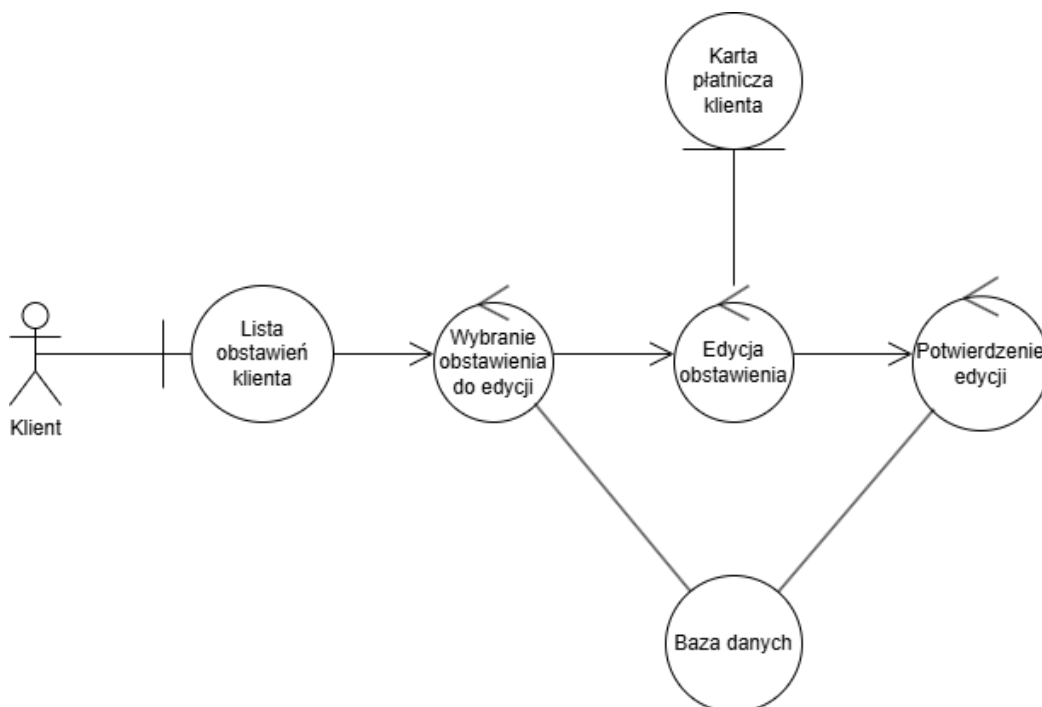 Karta
płatnicza
klienta
Lista
obstawień
klienta
Wybranie
obstawienia
do edycji
Edycja
obstawienia
Potwierdzenie
edycji
Klient
Baza danych